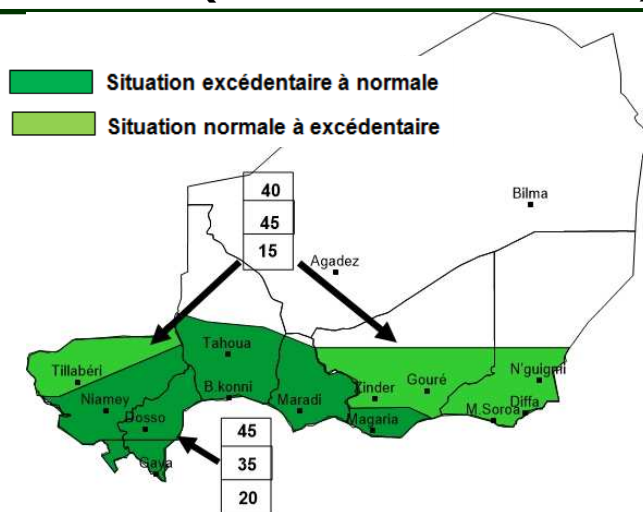 Situation excédentaire à normale
Situation normale à excédentaire
40
45
15
Bilma
Agadez
Tahoua
Tillabéri
N'guigmi
Gouré
Zinder
B.konni
Maradi
Niamey
Diffa
M.Soroa
Dosso
Magaria
Gaya
45
35
20